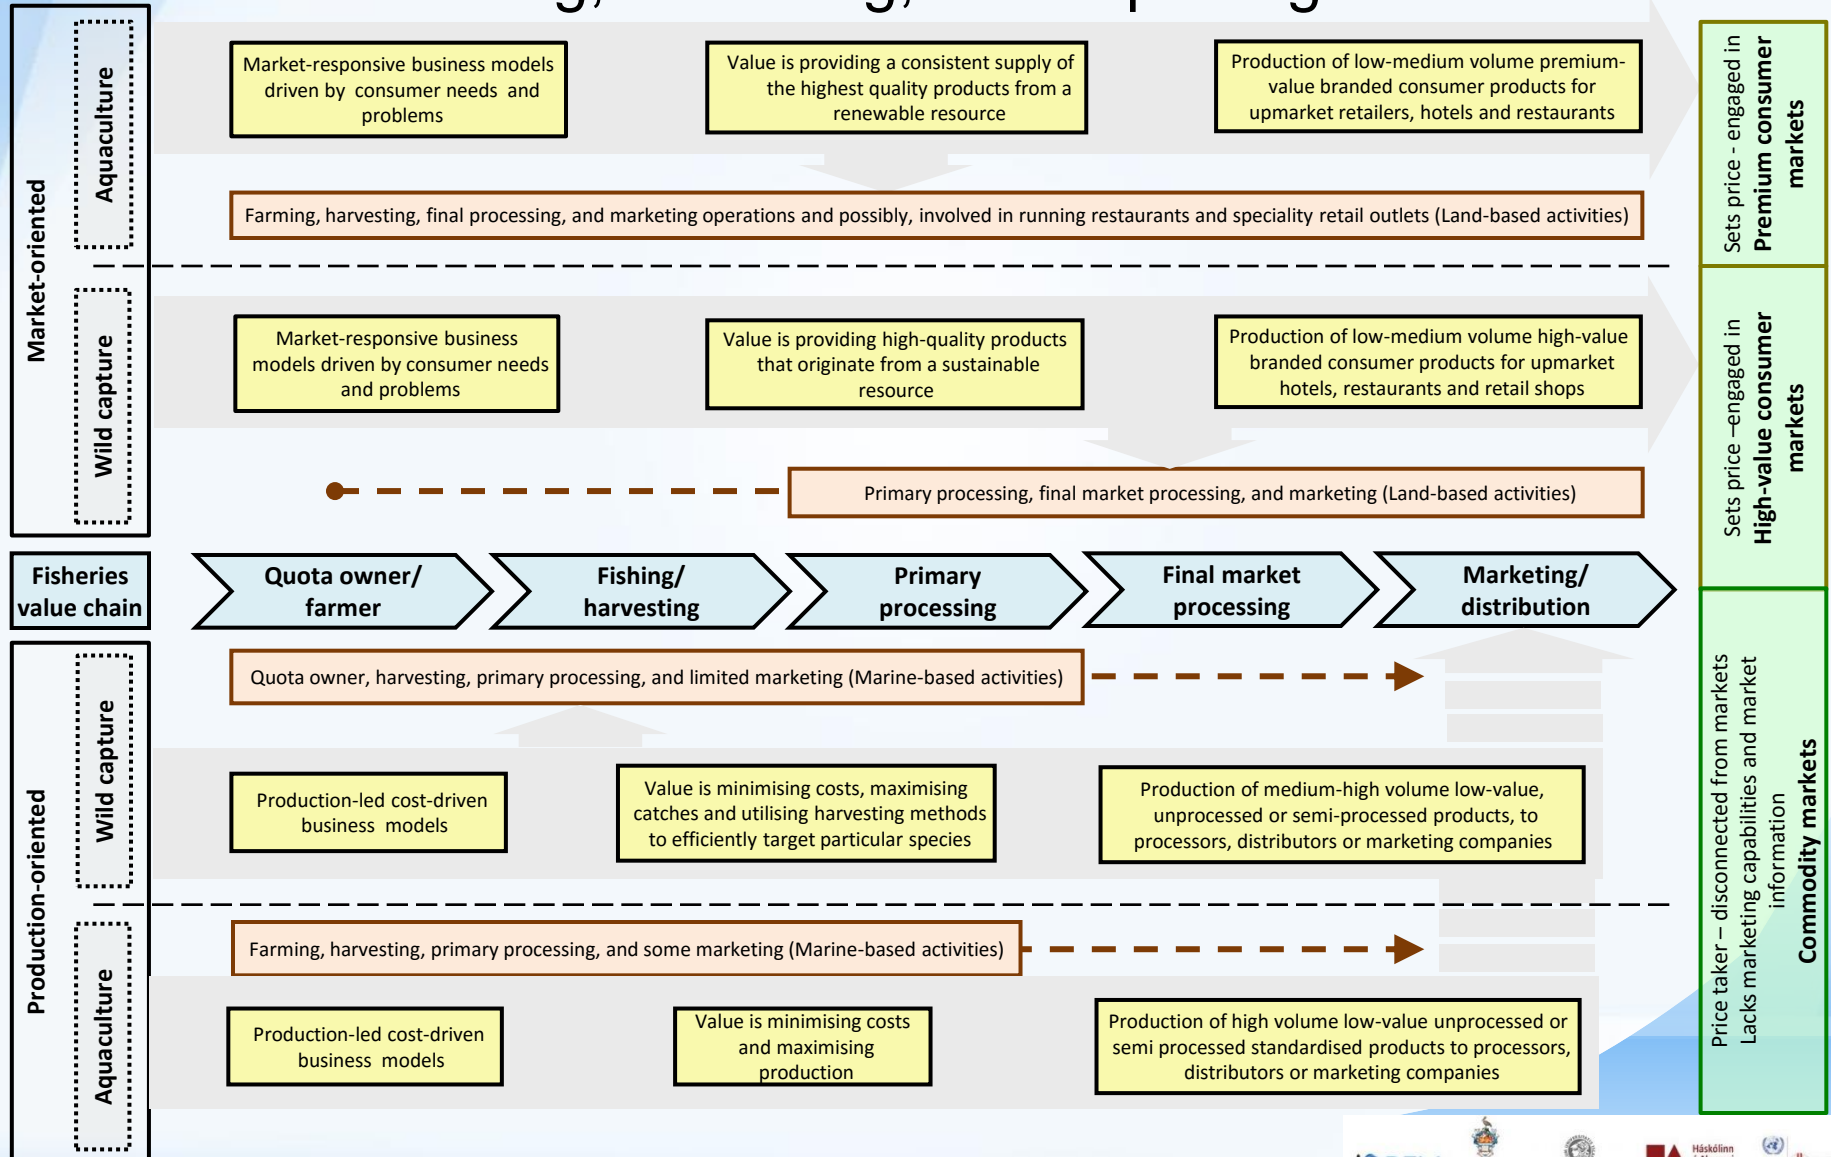 Market-oriented
Aquaculture
Market-responsive business models
driven by consumer needs and
problems
Value is providing a consistent supply of
the highest quality products from a
renewable resource
Production of low-medium volume premium-
value branded consumer products for
upmarket retailers, hotels and restaurants
Farming, harvesting, final processing, and marketing operations and possibly, involved in running restaurants and speciality retail outlets (Land-based activities)
Sets price - engaged in
Premium consumer
markets
Wild capture
Market-responsive business
models driven by consumer needs
and problems
Value is providing high-quality products
that originate from a sustainable
resource
Production of low-medium volume high-value
branded consumer products for upmarket
hotels, restaurants and retail shops
Primary processing, final market processing, and marketing (Land-based activities)
Sets price –engaged in
High-value consumer
markets
Fisheries
value chain
Quota owner/
farmer
Fishing/
harvesting
Primary
processing
Final market
processing
Marketing/
distribution
Production-oriented
Wild capture
Quota owner, harvesting, primary processing, and limited marketing (Marine-based activities)
Production-led cost-driven
business models
Value is minimising costs, maximising
catches and utilising harvesting methods
to efficiently target particular species
Production of medium-high volume low-value,
unprocessed or semi-processed products, to
processors, distributors or marketing companies
Aquaculture
Farming, harvesting, primary processing, and some marketing (Marine-based activities)
Production-led cost-driven
business models
Value is minimising costs
and maximising
production
Production of high volume low-value unprocessed or
semi processed standardised products to processors,
distributors or marketing companies
Price taker – disconnected from markets
Lacks marketing capabilities and market
information
Commodity markets
Háskólinn